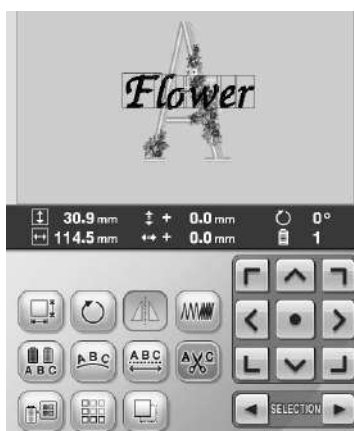 A
Flower
30.9 mm + 0.0 mm 0°
114.5 mm + 0.0 mm 1
ABC ABC ABC A C
SELECTION